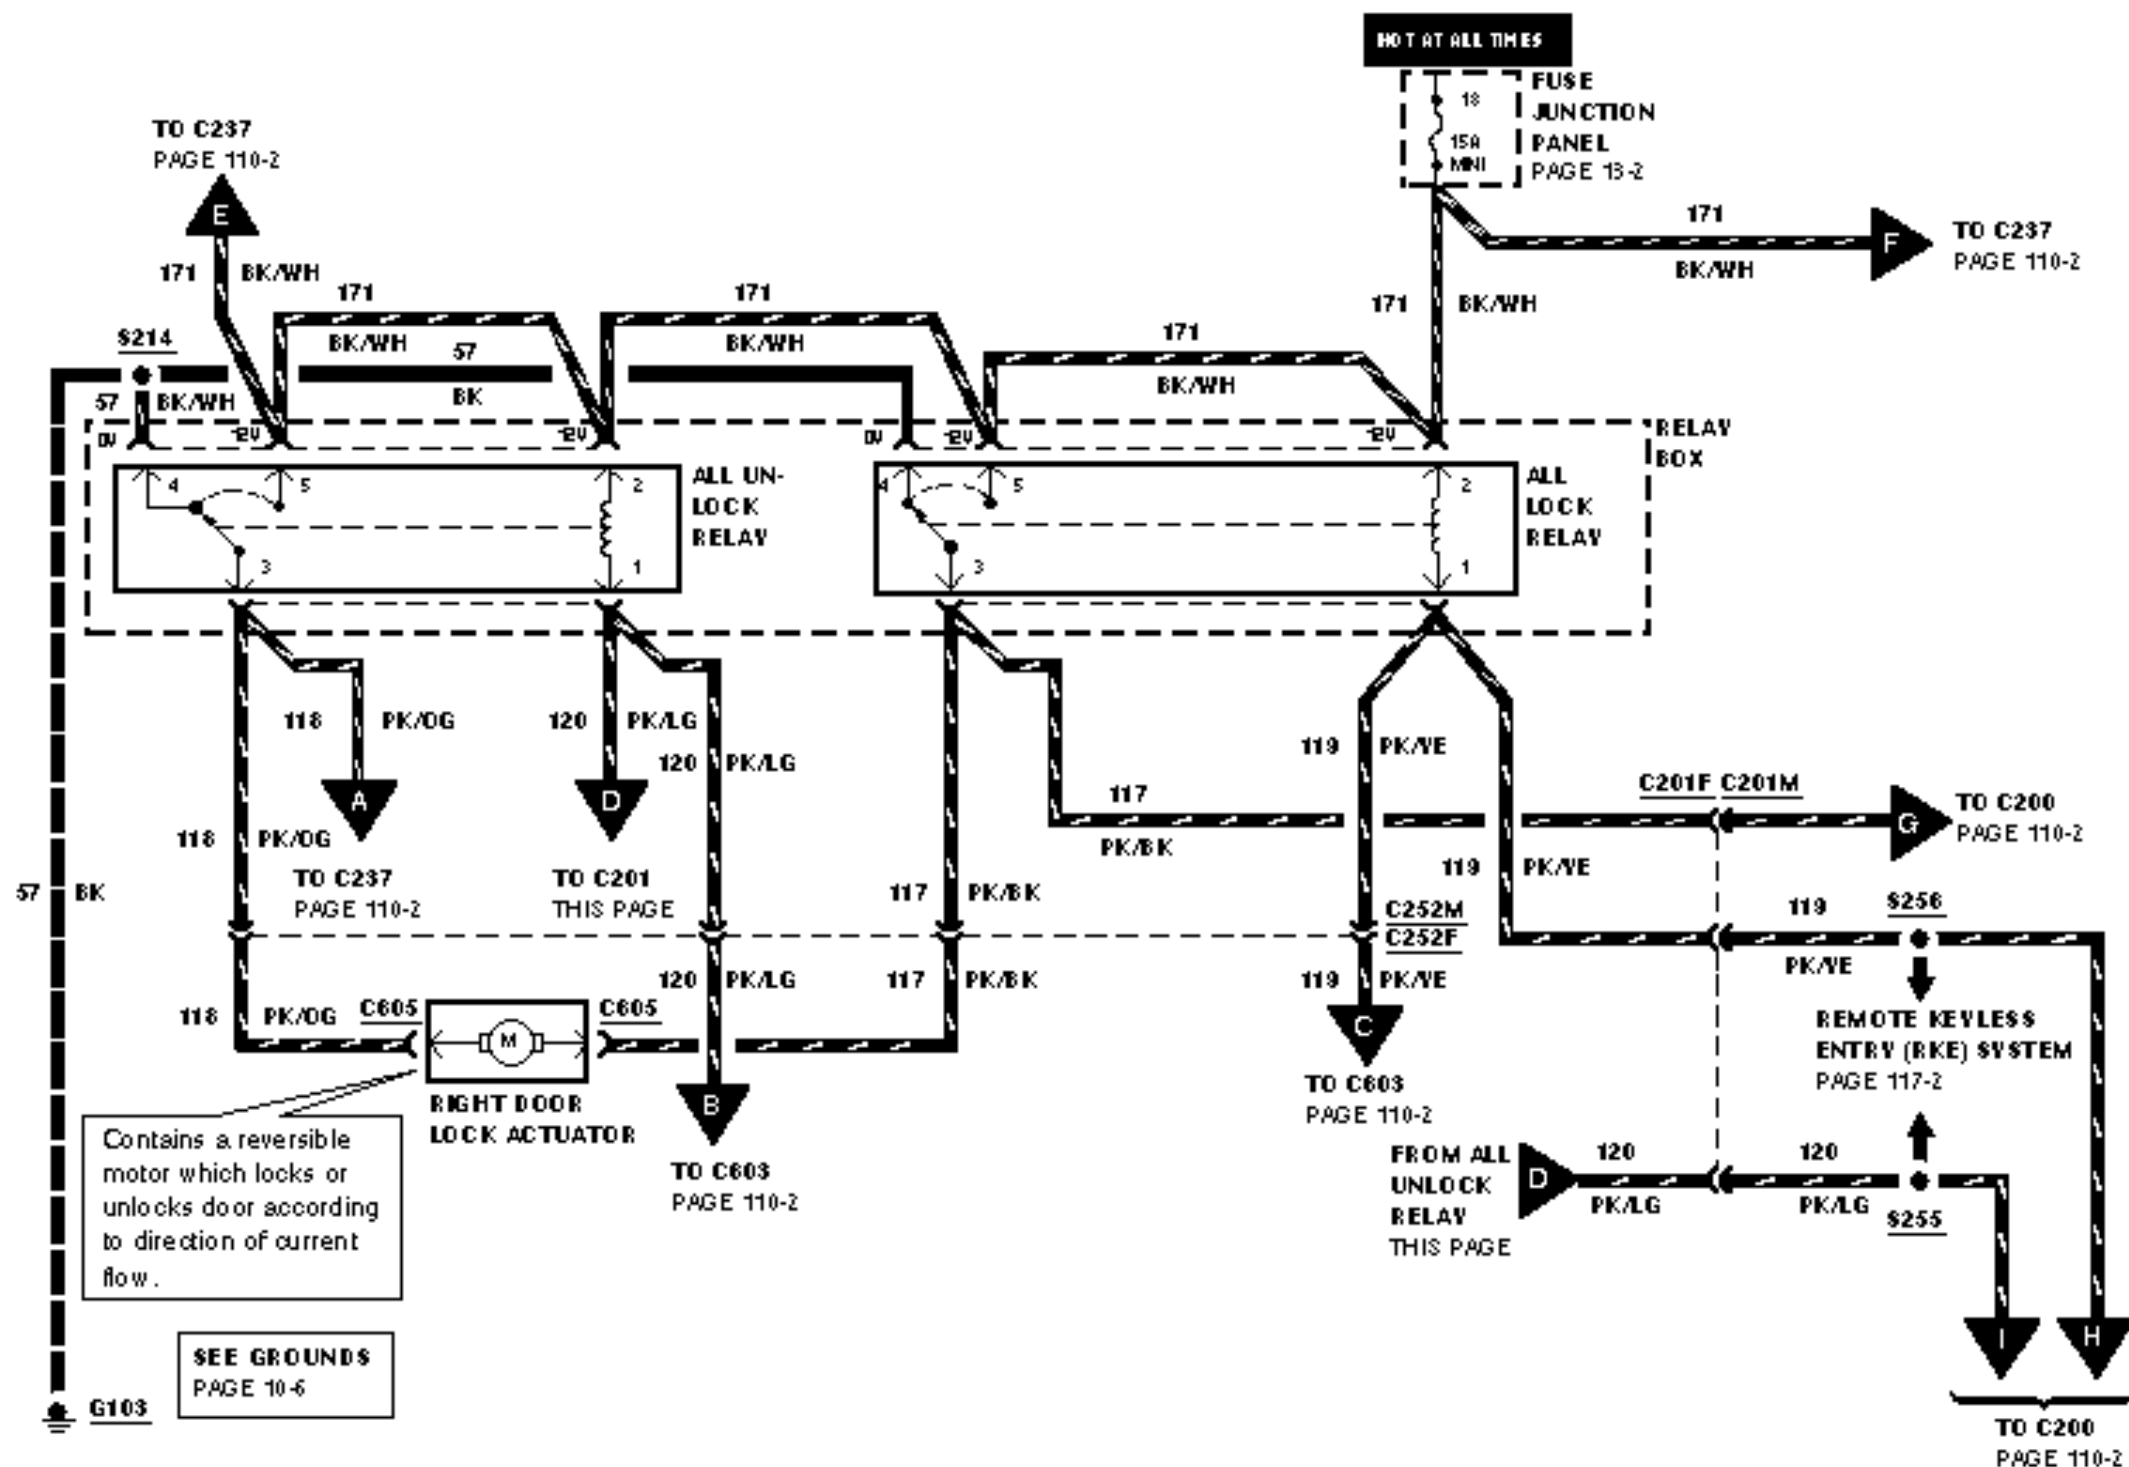 HOT AT ALL TIMES
18
15A
MINI
FUSE
JUNCTION
PANEL
PAGE 13-2
TO C237
PAGE 110-2
E
171
BK/WH
171
BK/WH
171
BK/WH
171
BK/WH
171
BK/WH
171
BK/WH
F
TO C237
PAGE 110-2
S214
57
BK
57
BK/WH
0V
12V
12V
0V
12V
12V
RELAY
BOX
4
5
2
3
1
ALL UN-
LOCK
RELAY
4
5
2
3
1
ALL
LOCK
RELAY
118
PK/OG
120
PK/LG
120
PK/LG
119
PK/YE
A
D
118
PK/OG
TO C237
PAGE 110-2
TO C201
THIS PAGE
117
PK/BK
117
PK/BK
119
PK/YE
C201F
C201M
G
TO C200
PAGE 110-2
57
BK
C252M
C252F
119
PK/YE
S256
120
PK/LG
117
PK/BK
119
PK/YE
118
PK/OG
C605
C605
M
RIGHT DOOR
LOCK ACTUATOR
B
TO C603
PAGE 110-2
C
TO C603
PAGE 110-2
REMOTE KEYLESS
ENTRY (RKE) SYSTEM
PAGE 117-2
FROM ALL
UNLOCK
RELAY
THIS PAGE
D
120
PK/LG
120
PK/LG
S255
Contains a reversible
motor which locks or
unlocks door according
to direction of current
flow.
SEE GROUNDS
PAGE 10-6
G103
I
H
TO C200
PAGE 110-2